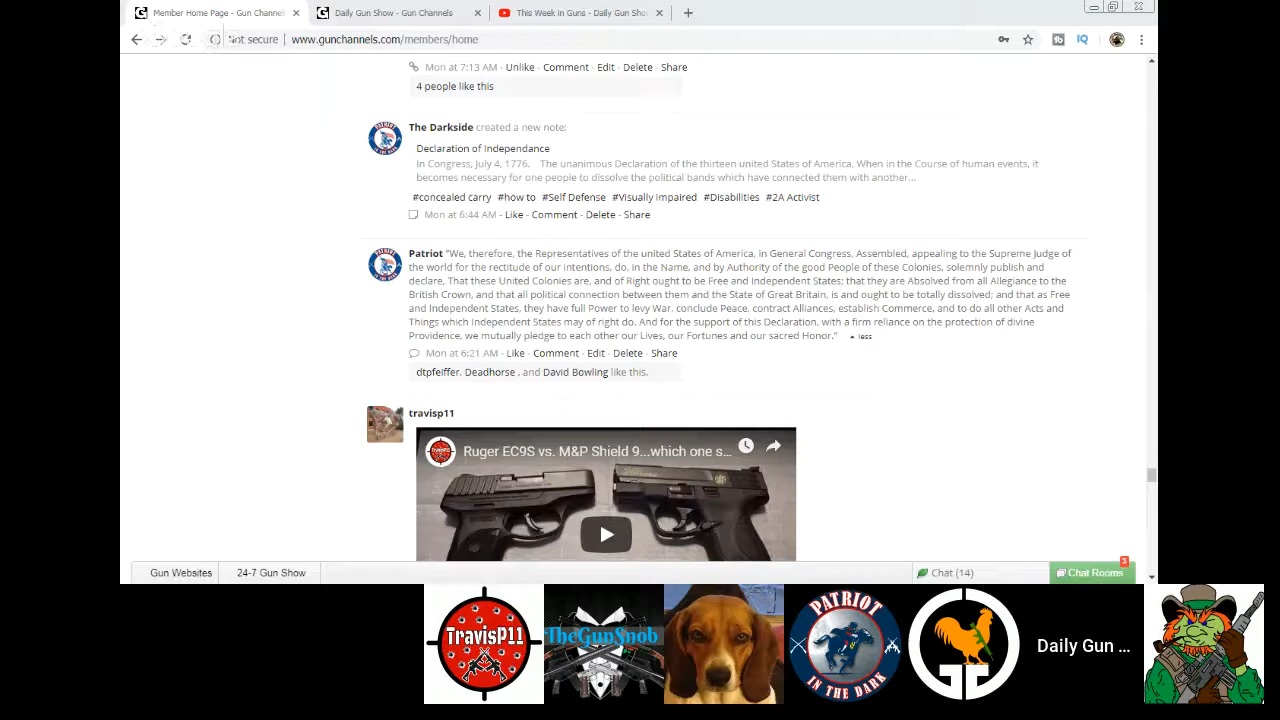 Member Home Page - Gun Channels
Daily Gun Show - Gun Channels
This Week in Guns - Daily Gun Sho
Not secure
www.gunchannels.com/members/home
Mon at 7:13 AM - Unlike - Comment - Edit - Delete - Share
4 people like this
The Darkside created a new note:
Declaration of Independance
In Congress, July 4, 1776. The unanimous Declaration of the thirteen united States of America, When in the Course of human events, it
becomes necessary for one people to dissolve the political bands which have connected them with another...
#concealed carry #how to #Self Defense #Visually Impaired #Disabilities #2A Activist
Mon at 6:44 AM - Like - Comment - Delete - Share
Patriot "We, therefore, the Representatives of the united States of America, in General Congress, Assembled, appealing to the Supreme Judge of
the world for the rectitude of our intentions, do, in the Name, and by Authority of the good People of these Colonies, solemnly publish and
declare, That these United Colonies are, and of Right ought to be Free and Independent States; that they are Absolved from all Allegiance to the
British Crown, and that all political connection between them and the State of Great Britain, is and ought to be totally dissolved; and that as Free
and Independent States, they have full Power to levy War, conclude Peace, contract Alliances, establish Commerce, and to do all other Acts and
Things which Independent States may of right do. And for the support of this Declaration, with a firm reliance on the protection of divine
Providence, we mutually pledge to each other our Lives, our Fortunes and our sacred Honor." less
Mon at 6:21 AM - Like - Comment - Edit - Delete - Share
dtpfeiffer, Deadhorse , and David Bowling like this.
travisp11
Ruger EC9S vs. M&P Shield 9...which one s...
Gun Websites
24-7 Gun Show
Chat (14)
Chat Rooms
3
TravisP11
TheGunSnob
PATRIOT
IN THE DARK
GG
Daily Gun ...